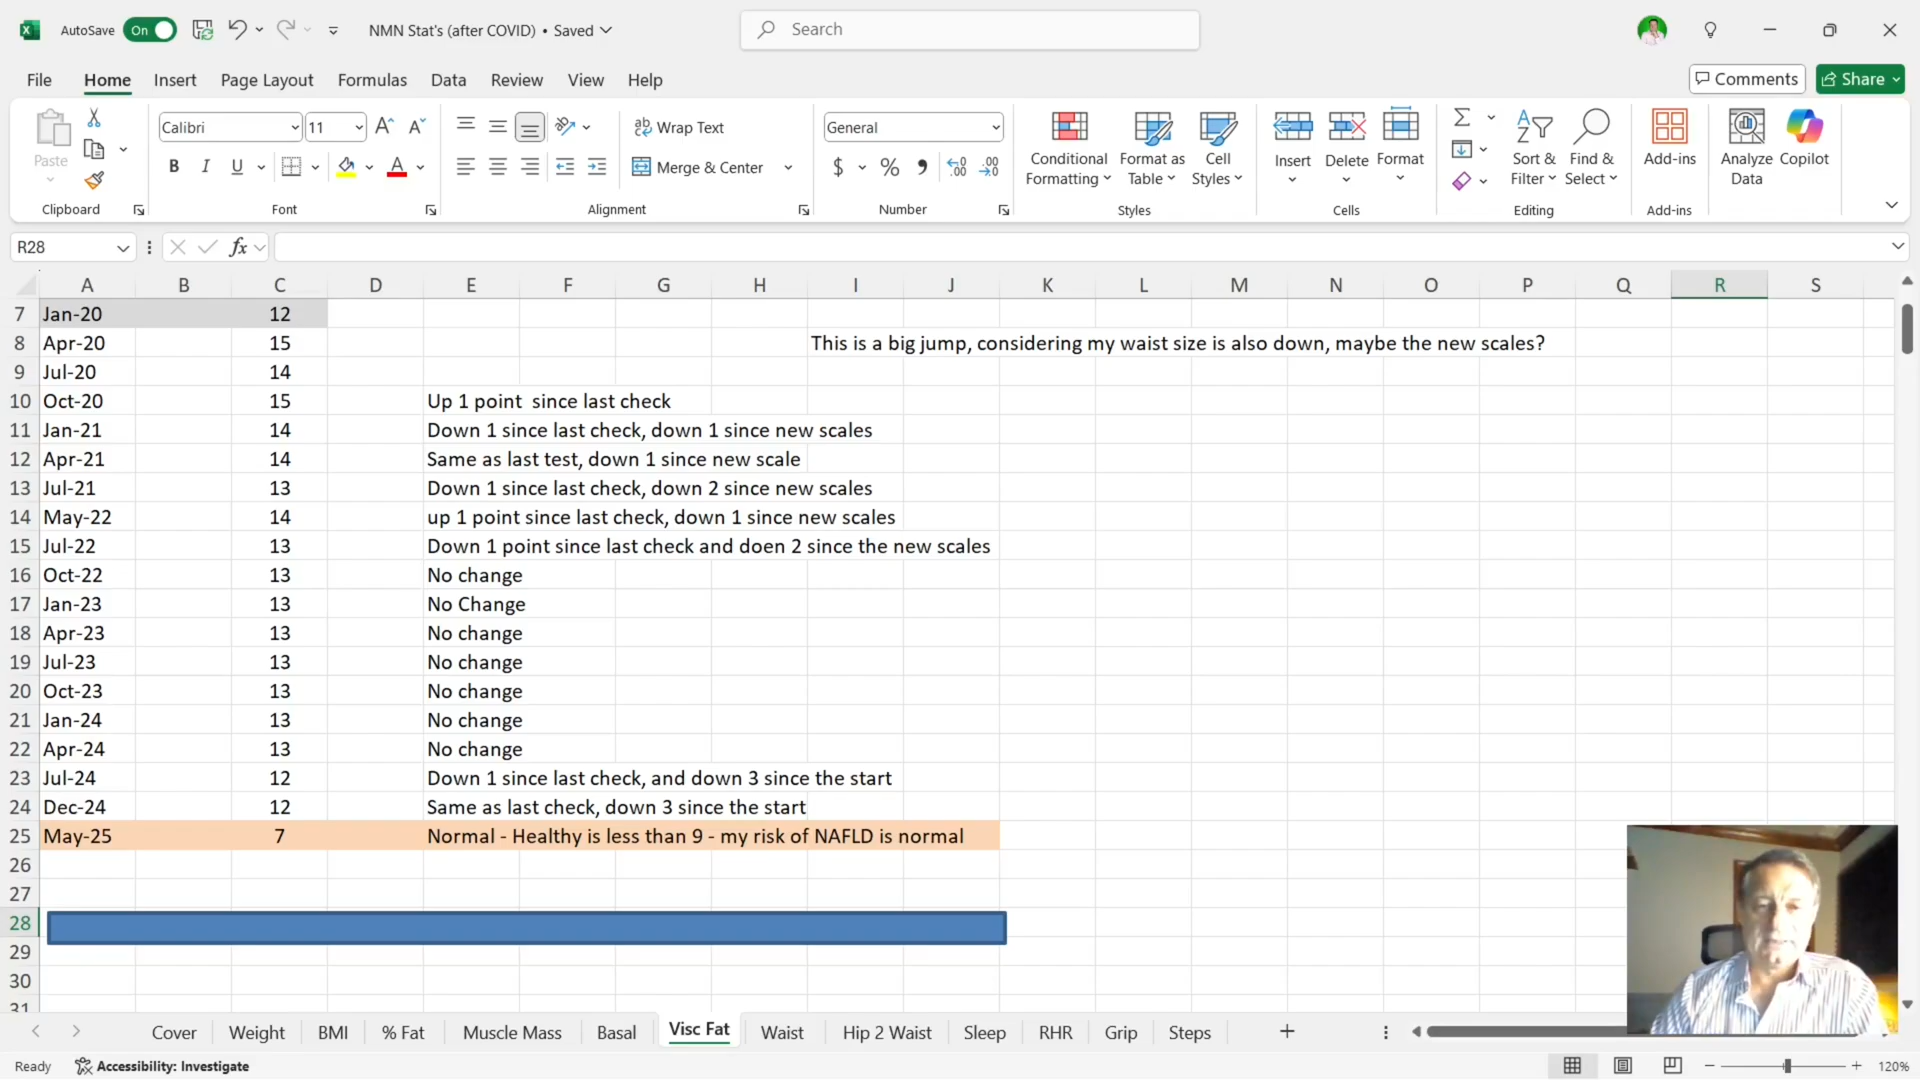 AutoSave On NMN Stat's (after COVID) • Saved Search
File Home Insert Page Layout Formulas Data Review View Help Comments Share
Paste Calibri 11 Wrap Text General Conditional Formatting Format as Table Cell Styles Insert Delete Format Sort & Filter Find & Select Add-ins Analyze Data Copilot
B I U A Merge & Center $ % 9 .00
Clipboard Font Alignment Number Styles Cells Editing Add-ins
R28 fx
A B C D E F G H I J K L M N O P Q R S
7 Jan-20 12
8 Apr-20 15 This is a big jump, considering my waist size is also down, maybe the new scales?
9 Jul-20 14
10 Oct-20 15 Up 1 point  since last check
11 Jan-21 14 Down 1 since last check, down 1 since new scales
12 Apr-21 14 Same as last test, down 1 since new scale
13 Jul-21 13 Down 1 since last check, down 2 since new scales
14 May-22 14 up 1 point since last check, down 1 since new scales
15 Jul-22 13 Down 1 point since last check and doen 2 since the new scales
16 Oct-22 13 No change
17 Jan-23 13 No Change
18 Apr-23 13 No change
19 Jul-23 13 No change
20 Oct-23 13 No change
21 Jan-24 13 No change
22 Apr-24 13 No change
23 Jul-24 12 Down 1 since last check, and down 3 since the start
24 Dec-24 12 Same as last check, down 3 since the start
25 May-25 7 Normal - Healthy is less than 9 - my risk of NAFLD is normal
26
27
28
29
30
31
Cover Weight BMI % Fat Muscle Mass Basal Visc Fat Waist Hip 2 Waist Sleep RHR Grip Steps
Ready Accessibility: Investigate 120%